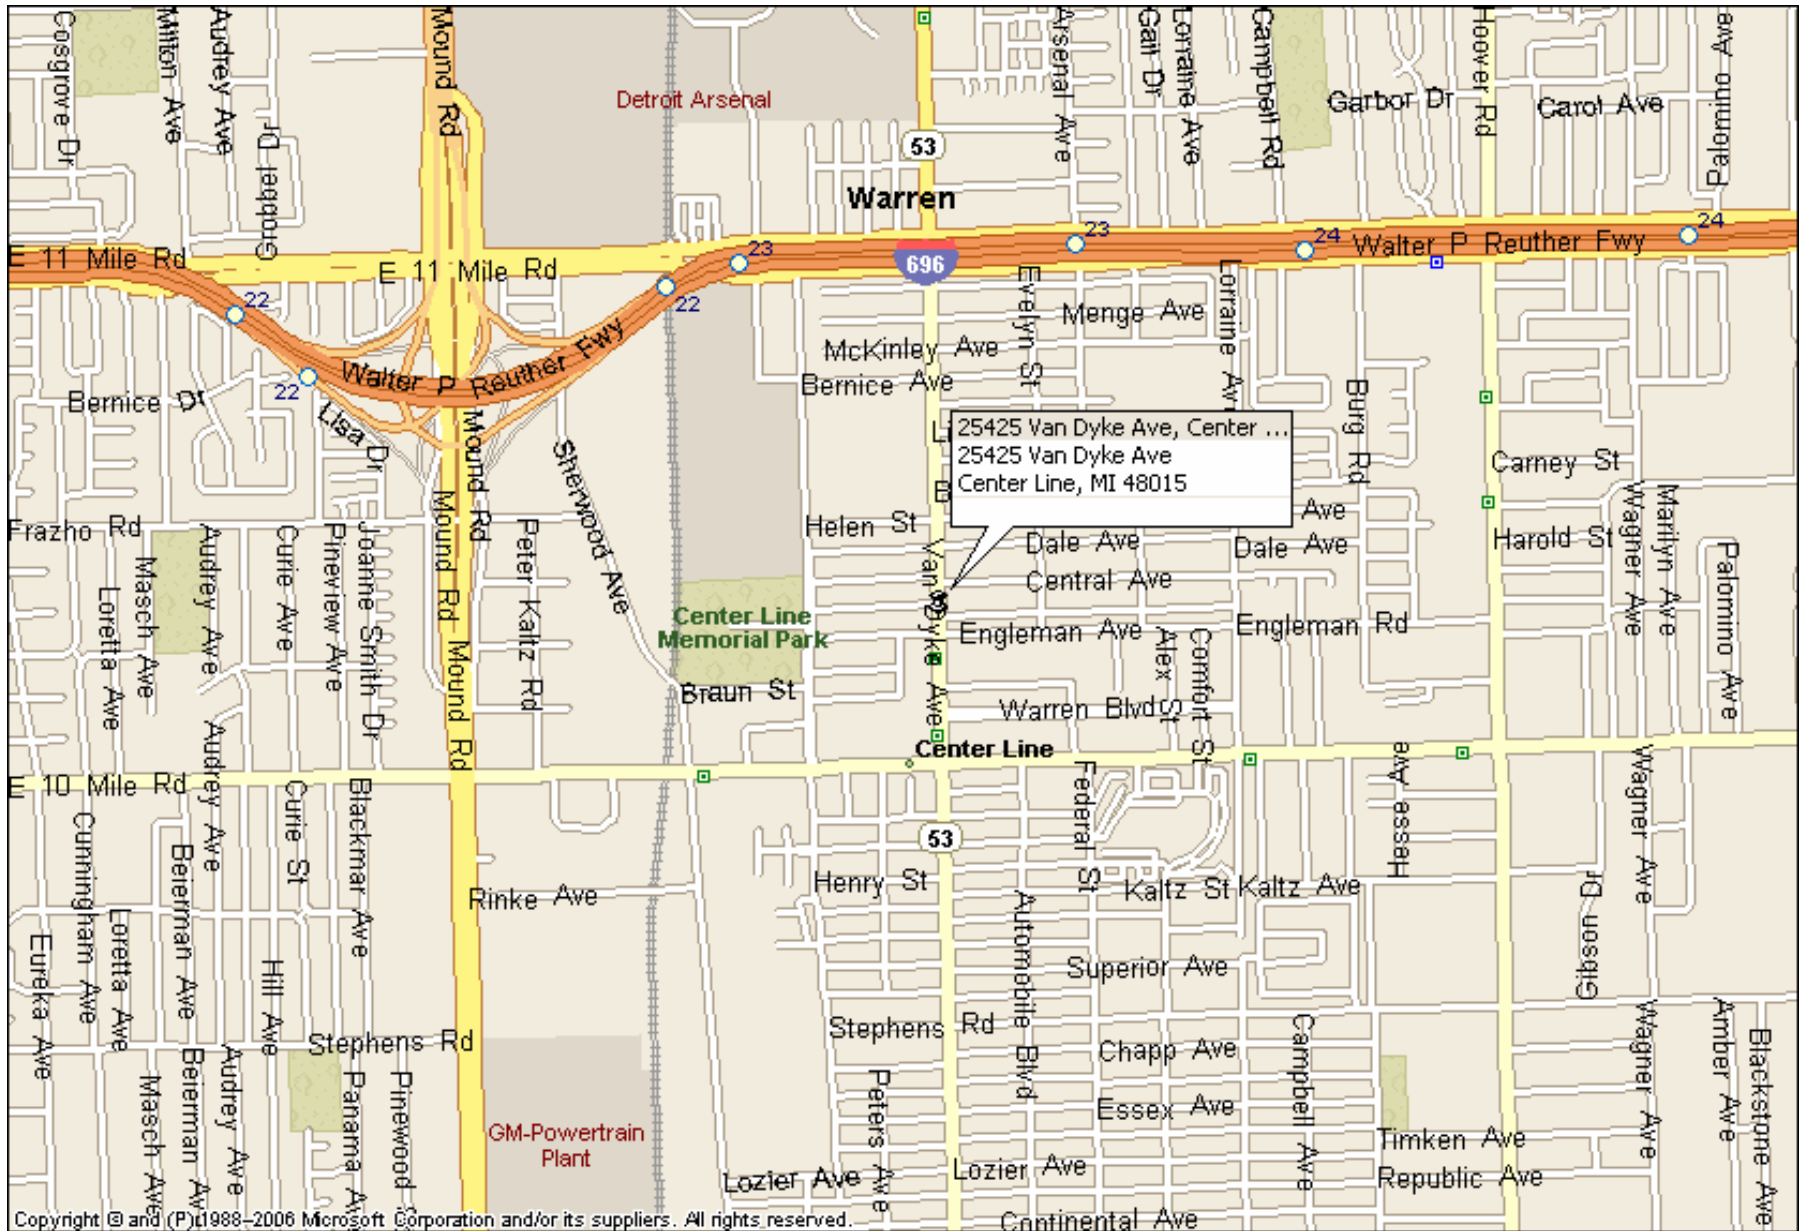 Cosgrove Dr
Milton Ave
Audrey Ave
Groobel Dr
Mound Rd
Detroit Arsenal
53
Warren
Arsenal Ave
Gail Dr
Lorraine Ave
Campbell Rd
Garbor Dr
Hoover Rd
Carol Ave
Palomino Ave
E 11 Mile Rd
E 11 Mile Rd
23
696
23
24
Walter P Reuther Fwy
24
22
22
22
Walter P Reuther Fwy
Bernice Dr
Lisa Dr
Mound Rd
Sherwood Ave
Evelyn St
Menge Ave
McKinley Ave
Bernice Ave
Lorraine Ave
Burg Rd
25425 Van Dyke Ave, Center ...
25425 Van Dyke Ave
Center Line, MI 48015
Carney St
Ave
Helen St
Dale Ave
Dale Ave
Harold St
Wagner Ave
Marilyn Ave
Palomino Ave
Frazho Rd
Masch Ave
Loretta Ave
Audrey Ave
Curie Ave
Pineview Ave
Joanne Smith Dr
Mound Rd
Peter Kaltz Rd
Central Ave
Van Dyke Ave
Center Line
Memorial Park
Engleman Ave
Engleman Rd
Alex St
Comfort St
Braun St
Warren Blvd
Mound Rd
Center Line
E 10 Mile Rd
Audrey Ave
Curie St
Blackmar Ave
Cunningham Ave
Beierman Ave
53
Federal St
Hesse Ave
Wagner Ave
Henry St
Kaltz St
Kaltz Ave
Rinke Ave
Gibson Dr
Eureka Ave
Loretta Ave
Hill Ave
Automobile Blvd
Superior Ave
Stephens Rd
Stephens Rd
Chapp Ave
Campbell Ave
Wagner Ave
Amber Ave
Blackstone Ave
Masch Ave
Beierman Av
Audrey Ave
Panama Av
Pinewood S
Peters Ave
Essex Ave
GM-Powertrain
Plant
Timken Ave
Lozier Ave
Lozier Ave
Republic Ave
Continental Ave
Copyright © and (P) 1988–2006 Microsoft Corporation and/or its suppliers. All rights reserved.